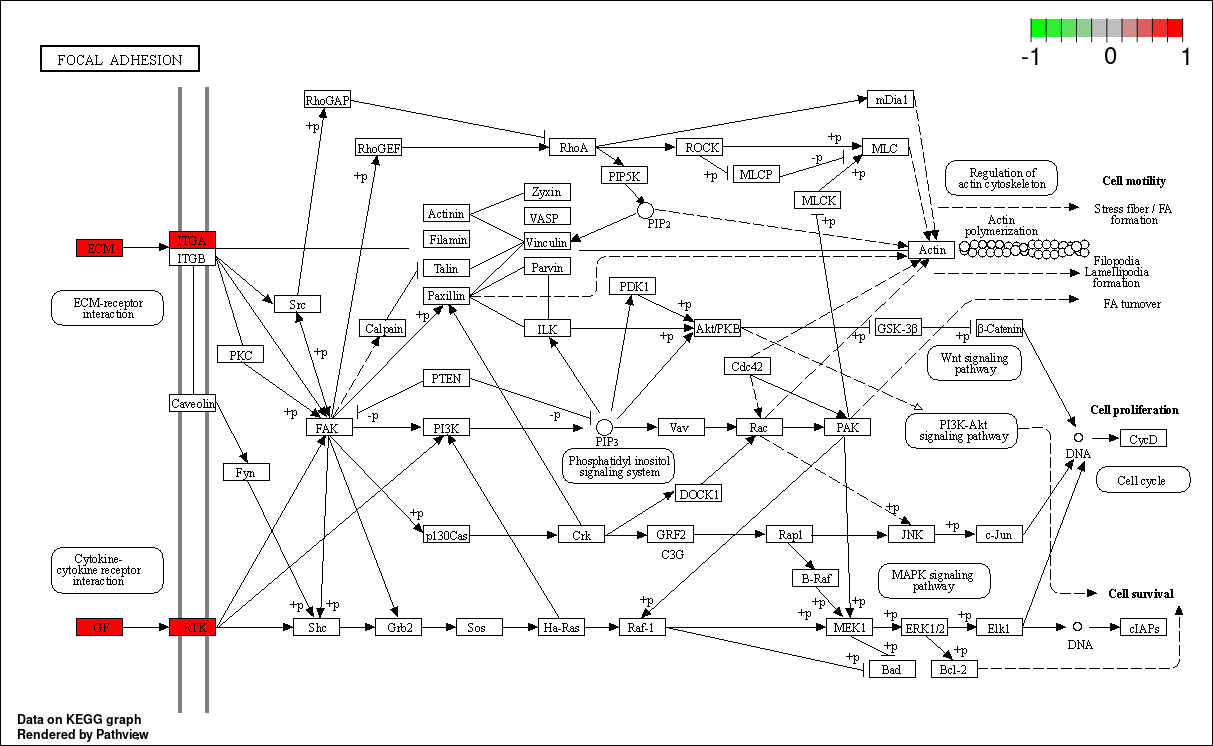 -1 0 1
FOCAL ADHESION
RhoGAP
mDia1
+p
RhoGEF
RhoA
ROCK
+p
MLC
+p
-p
+p
+p
MLCP
PIP5K
MLCK
+p
Zyxin
Actinin
VASP
PIP2
Filamin
Vinculin
Talin
Parvin
Paxillin
Regulation of
actin cytoskeleton
Cell motility
Stress fiber / FA
formation
Actin
polymerization
Actin
Filopodia
Lamellipodia
formation
FA turnover
ECM
ITGA
ITGB
ECM-receptor
interaction
Src
Calpain
+p
+p
PKC
PDK1
+p
ILK
+p
Akt/PKB
GSK-3β
+p
β-Catenin
Wnt signaling
pathway
Cdc42
PTEN
Caveolin
+p
-p
-p
FAK
PI3K
PIP3
Vav
Rac
PAK
PI3K-Akt
signaling pathway
Cell proliferation
DNA
CycD
Cell cycle
Phosphatidyl inositol
signaling system
Fyn
DOCK1
+p
+p
p130Cas
Crk
GRF2
C3G
Rap1
JNK
+p
c-Jun
Cytokine-
cytokine receptor
interaction
B-Raf
MAPK signaling
pathway
Cell survival
+p
+p
+p
+p
+p
+p
+p
+p
GF
RTK
Shc
Grb2
Sos
Ha-Ras
Raf-1
MEK1
ERK1/2
Elk1
DNA
cIAPs
+p
+p
+p
Bad
Bcl-2
Data on KEGG graph
Rendered by Pathview